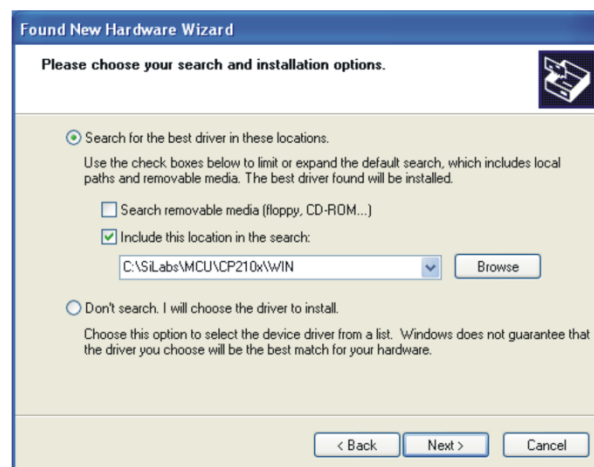 Found New Hardware Wizard
Please choose your search and installation options.
Search for the best driver in these locations.
Use the check boxes below to limit or expand the default search, which includes local
paths and removable media. The best driver found will be installed.
Search removable media (floppy, CD-ROM...)
Include this location in the search:
C:\SiLabs\MCU\CP210x\WIN
Browse
Don't search. I will choose the driver to install.
Choose this option to select the device driver from a list. Windows does not guarantee that
the driver you choose will be the best match for your hardware.
< Back Next > Cancel